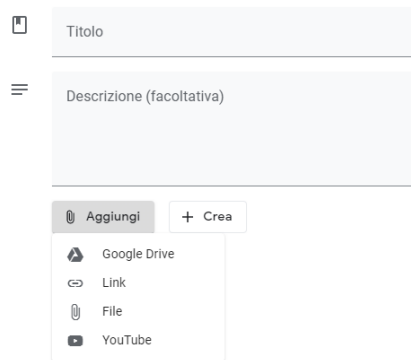 Titolo
Descrizione (facoltativa)
Aggiungi
Crea
Google Drive
Link
File
YouTube